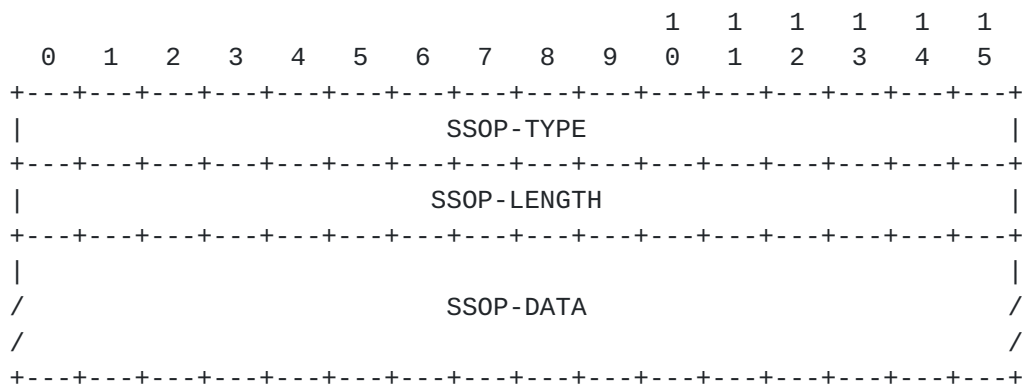 1   1   1   1   1   1
   0   1   2   3   4   5   6   7   8   9   0   1   2   3   4   5
+---+---+---+---+---+---+---+---+---+---+---+---+---+---+---+---+
|                           SSOP-TYPE                           |
+---+---+---+---+---+---+---+---+---+---+---+---+---+---+---+---+
|                          SSOP-LENGTH                          |
+---+---+---+---+---+---+---+---+---+---+---+---+---+---+---+---+
|                                                               |
/                           SSOP-DATA                           /
/                                                               /
+---+---+---+---+---+---+---+---+---+---+---+---+---+---+---+---+